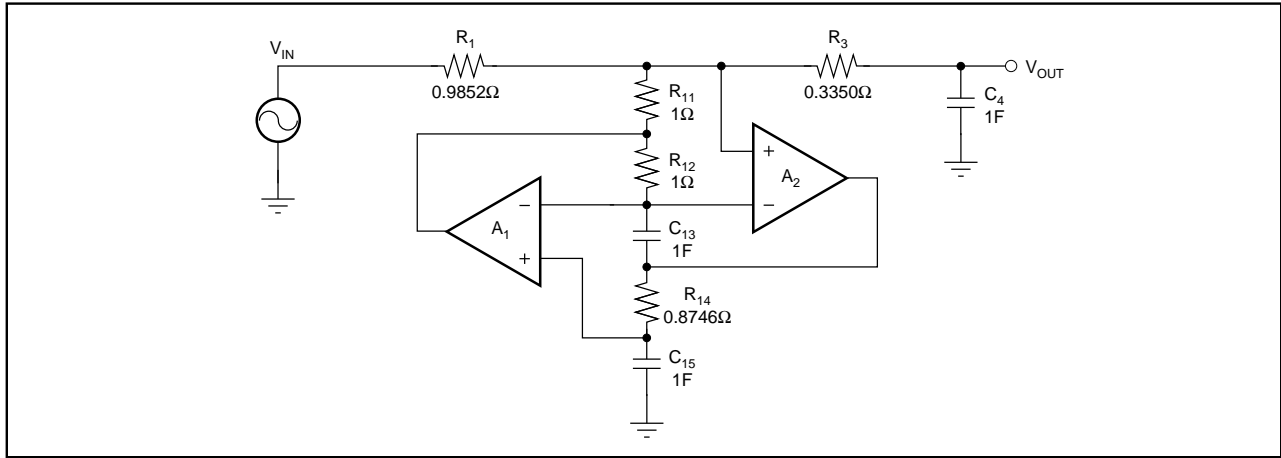 V_IN
R_1
0.9852Ω
R_3
0.3350Ω
V_OUT
C_4
1F
R_11
1Ω
R_12
1Ω
+
A_2
−
−
A_1
+
C_13
1F
R_14
0.8746Ω
C_15
1F